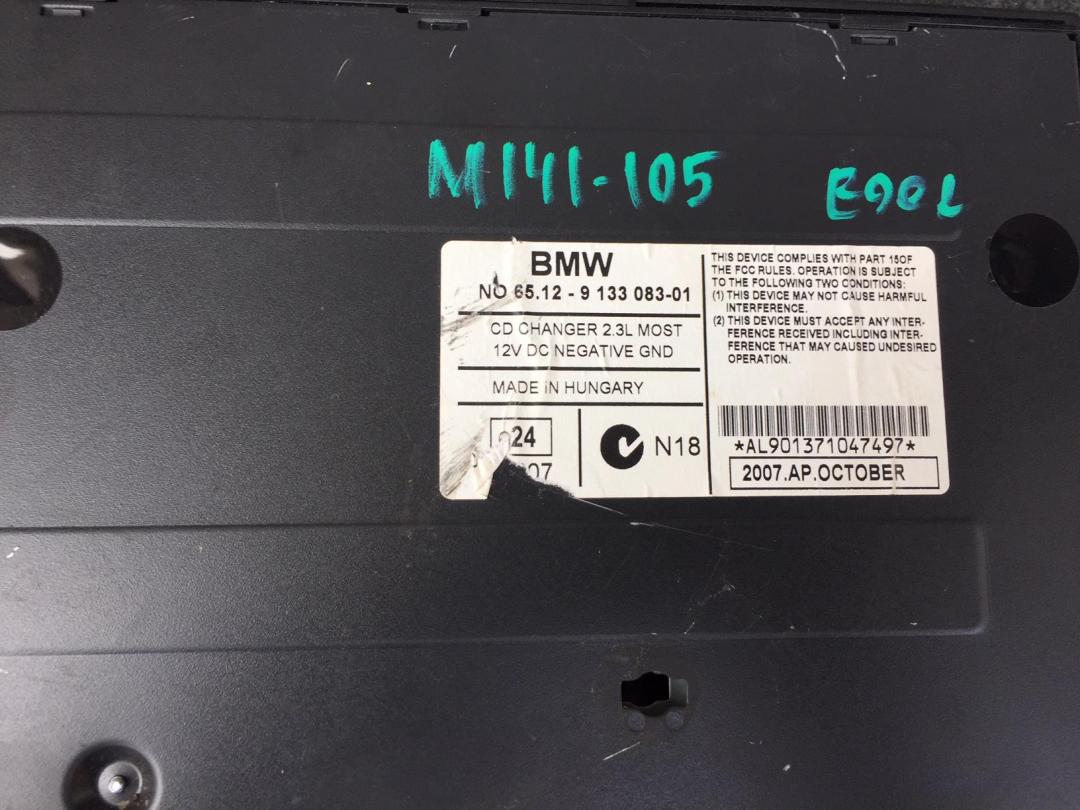 M141-105 E90L
BMW
NO 65.12 - 9 133 083-01
CD CHANGER 2.3L MOST
12V DC NEGATIVE GND
MADE IN HUNGARY
24
07
N18
THIS DEVICE COMPLIES WITH PART 15OF
THE FCC RULES. OPERATION IS SUBJECT
TO THE FOLLOWING TWO CONDITIONS:
(1) THIS DEVICE MAY NOT CAUSE HARMFUL
INTERFERENCE.
(2) THIS DEVICE MUST ACCEPT ANY INTER-
FERENCE RECEIVED INCLUDING INTER-
FERENCE THAT MAY CAUSED UNDESIRED
OPERATION.
*AL901371047497*
2007.AP.OCTOBER